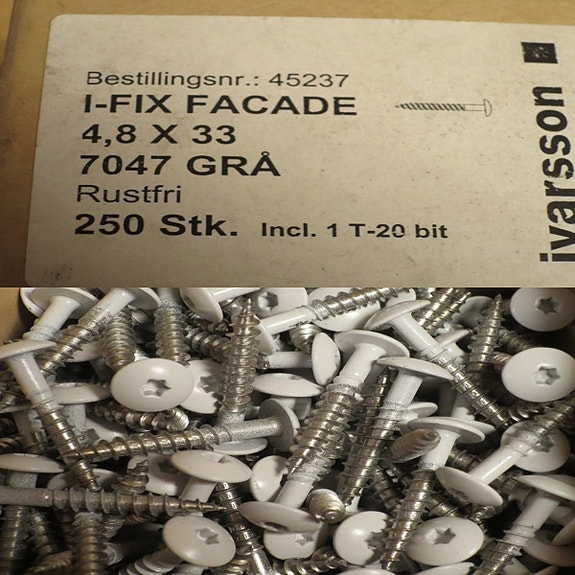 Bestillingsnr.: 45237
I-FIX FACADE
4,8 X 33
7047 GRÅ
Rustfri
250 Stk. Incl. 1 T-20 bit
ivarsson